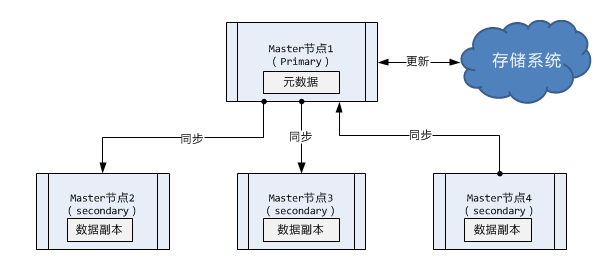 Master节点1
( Primary )
元数据
更新
存储系统
同步
同步
同步
Master节点2
( secondary )
数据副本
Master节点3
( secondary )
数据副本
Master节点4
( secondary )
数据副本